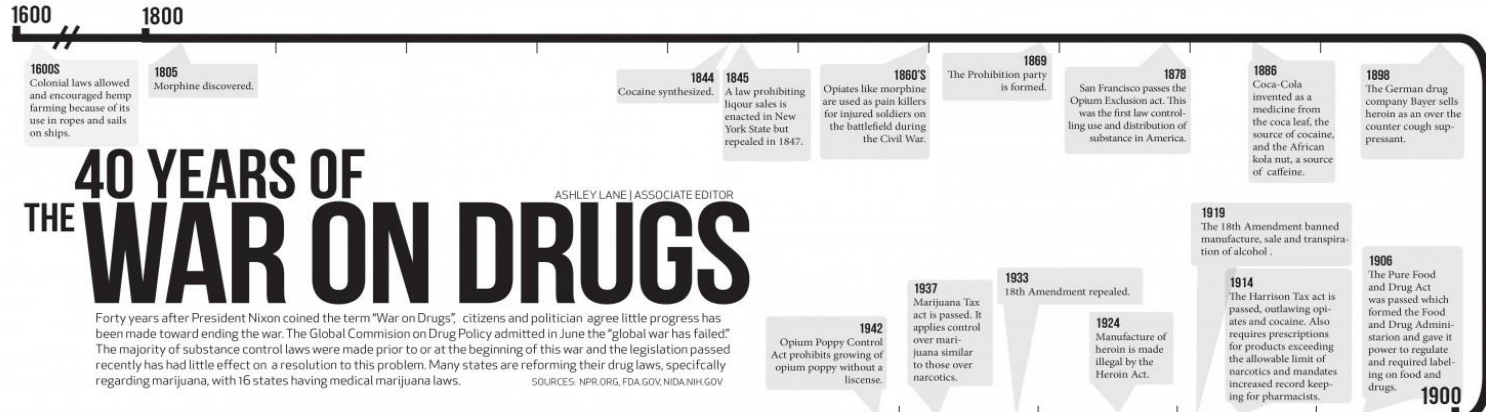 1600
1800
1600S
Colonial laws allowed
and encouraged hemp
farming because of its
use in ropes and sails
on ships.
1805
Morphine discovered.
1844
Cocaine synthesized.
1845
A law prohibiting
liqour sales is
enacted in New
York State but
repealed in 1847.
1860'S
Opiates like morphine
are used as pain killers
for injured soldiers on
the battlefield during
the Civil War.
1869
The Prohibition party
is formed.
1878
San Francisco passes the
Opium Exclusion act. This
was the first law control-
ling use and distribution of
substance in America.
1886
Coca-Cola
invented as a
medicine from
the coca leaf, the
source of cocaine,
and the African
kola nut, a source
of caffeine.
1898
The German drug
company Bayer sells
heroin as an over the
counter cough sup-
pressant.
40 YEARS OF
THE WAR ON DRUGS
ASHLEY LANE | ASSOCIATE EDITOR
Forty years after President Nixon coined the term "War on Drugs", citizens and politician agree little progress has
been made toward ending the war. The Global Commision on Drug Policy admitted in June the "global war has failed."
The majority of substance control laws were made prior to or at the beginning of this war and the legislation passed
recently has had little effect on a resolution to this problem. Many states are reforming their drug laws, specifcally
regarding marijuana, with 16 states having medical marijuana laws.
SOURCES: NPR.ORG, FDA.GOV, NIDA.NIH.GOV
1942
Opium Poppy Control
Act prohibits growing of
opium poppy without a
liscense.
1937
Marijuana Tax
act is passed. It
applies control
over mari-
juana similar
to those over
narcotics.
1933
18th Amendment repealed.
1924
Manufacture of
heroin is made
illegal by the
Heroin Act.
1919
The 18th Amendment banned
manufacture, sale and transpira-
tion of alcohol .
1914
The Harrison Tax act is
passed, outlawing opi-
ates and cocaine. Also
requires prescriptions
for products exceeding
the allowable limit of
narcotics and mandates
increased record keep-
ing for pharmacists.
1906
The Pure Food
and Drug Act
was passed which
formed the Food
and Drug Admini-
starion and gave it
power to regulate
and required label-
ing on food and
drugs.
1900